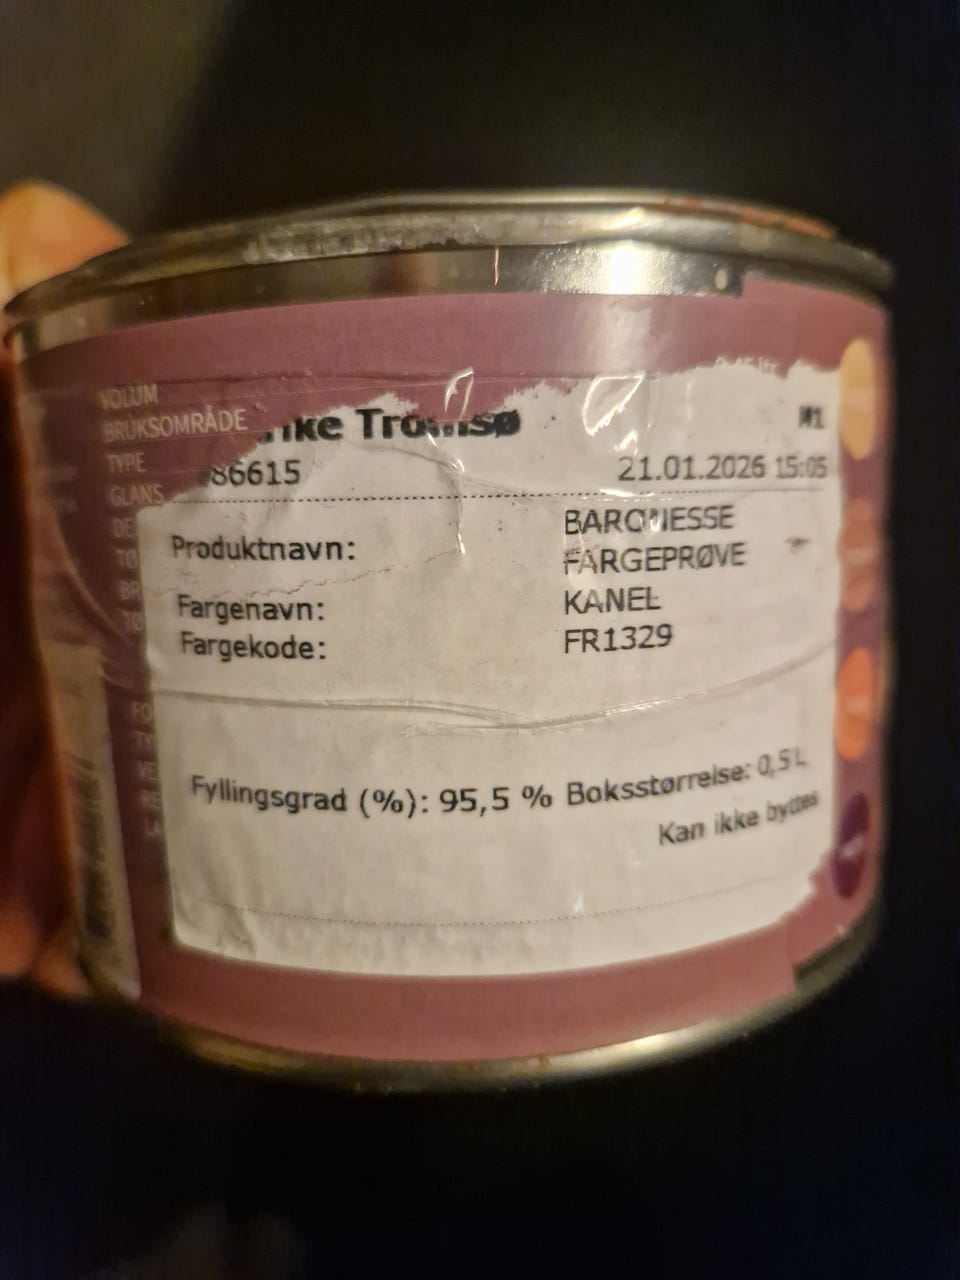 VOLUM
BRUKSOMRÅDE
TYPE
GLANS
Tromsø
M1
86615
21.01.2026 15:05
Produktnavn:
BARONESSE
FARGEPRØVE
Fargenavn:
KANEL
Fargekode:
FR1329
Fyllingsgrad (%): 95,5 % Boksstørrelse: 0,5 L
Kan ikke byttes